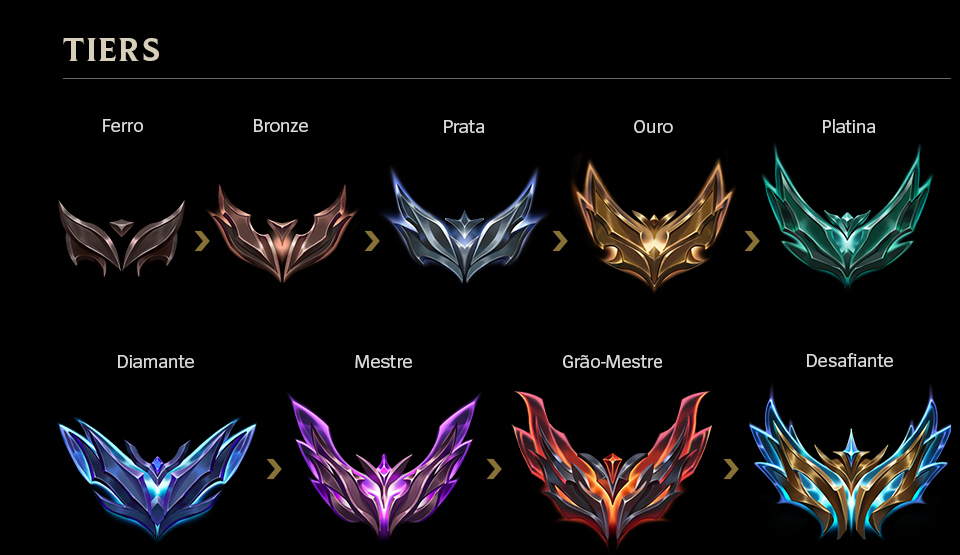 TIERS
Ferro
Bronze
Prata
Ouro
Platina
Diamante
Mestre
Grão-Mestre
Desafiante